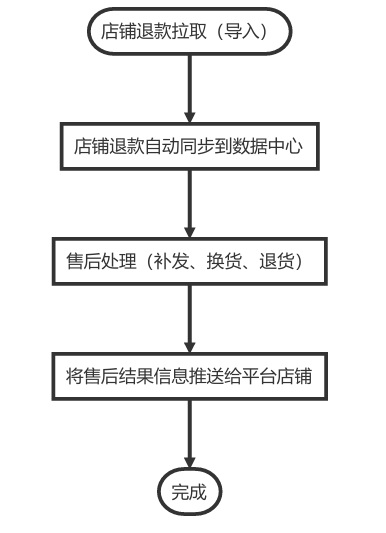 店铺退款拉取（导入）
店铺退款自动同步到数据中心
售后处理（补发、换货、退货）
将售后结果信息推送给平台店铺
完成